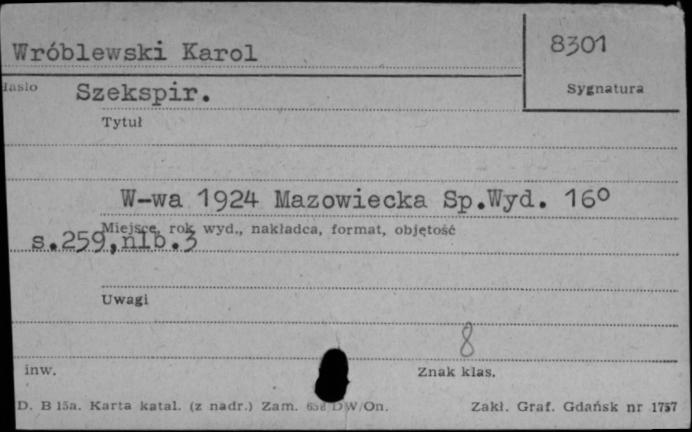 Wróblewski Karol
8301
Hasło
Sygnatura
Szekspir.
Tytuł
W-wa 1924 Mazowiecka Sp.Wyd. 16⁰
Miejsce, rok wyd., nakładca, format, objętość
s.259,nlb.3
Uwagi
8
inw.
Znak klas.
D. B 15a. Karta katal. (z nadr.) Zam. DW/On.
Zakł. Graf. Gdańsk nr 1757